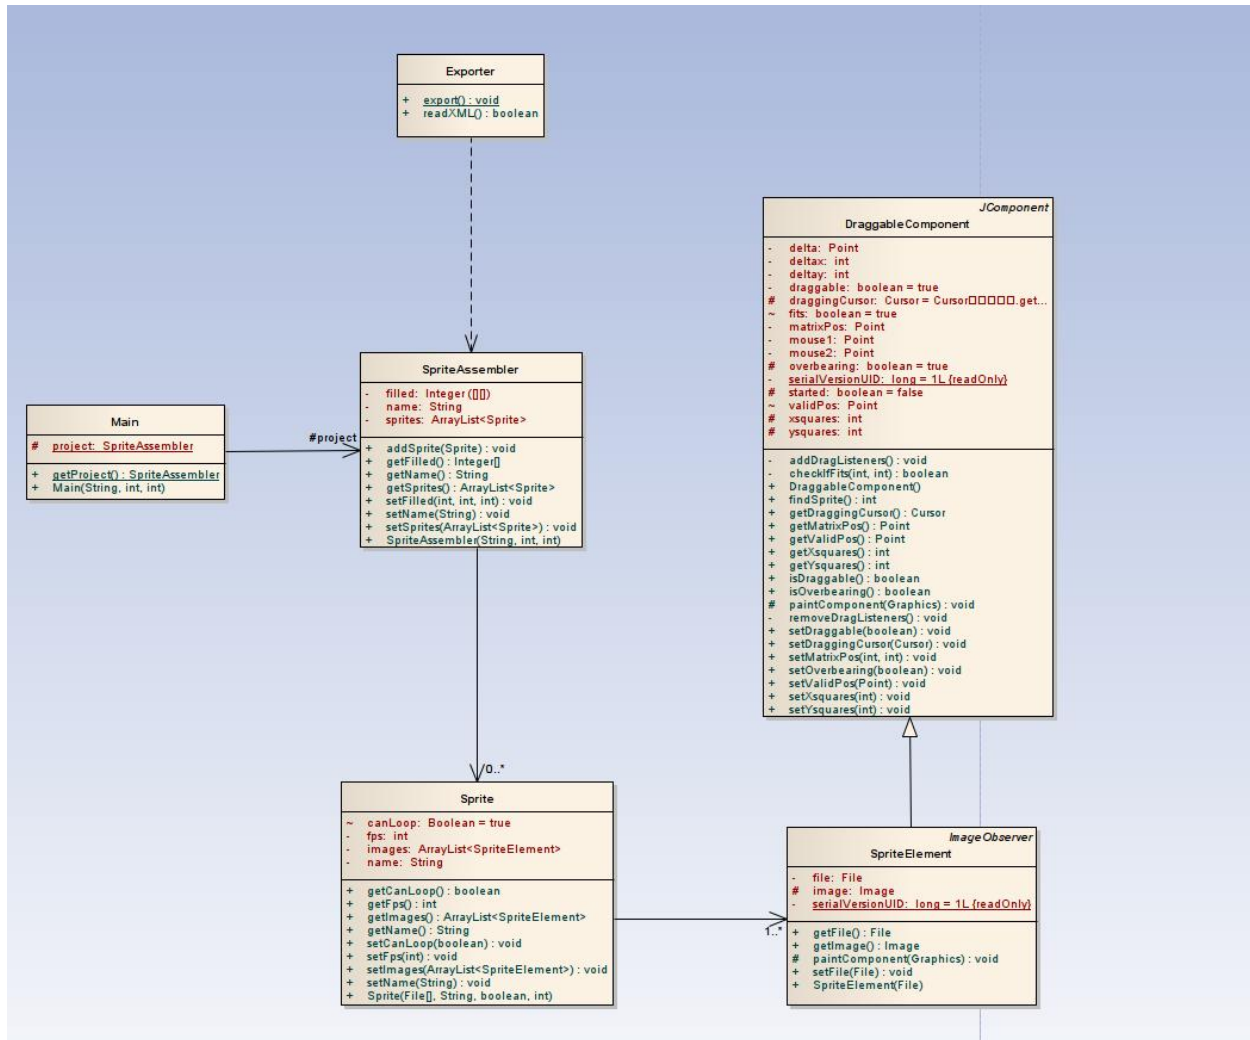 Exporter
+ export() : void
+ readXML() : boolean
JComponent
DraggableComponent
- delta: Point
- deltax: int
- deltay: int
- draggable: boolean = true
# draggingCursor: Cursor = Cursor□□□□□.get...
~ fits: boolean = true
- matrixPos: Point
- mouse1: Point
- mouse2: Point
# overbearing: boolean = true
- serialVersionUID: long = 1L {readOnly}
# started: boolean = false
~ validPos: Point
# xsquares: int
# ysquares: int
- addDragListeners() : void
- checkIfFits(int, int) : boolean
+ DraggableComponent()
+ findSprite() : int
+ getDraggingCursor() : Cursor
+ getMatrixPos() : Point
+ getValidPos() : Point
+ getXsquares() : int
+ getYsquares() : int
+ isDraggable() : boolean
+ isOverbearing() : boolean
# paintComponent(Graphics) : void
- removeDragListeners() : void
+ setDraggable(boolean) : void
+ setDraggingCursor(Cursor) : void
+ setMatrixPos(int, int) : void
+ setOverbearing(boolean) : void
+ setValidPos(Point) : void
+ setXsquares(int) : void
+ setYsquares(int) : void
SpriteAssembler
- filled: Integer ([][])
- name: String
- sprites: ArrayList<Sprite>
+ addSprite(Sprite) : void
+ getFilled() : Integer[]
+ getName() : String
+ getSprites() : ArrayList<Sprite>
+ setFilled(int, int, int) : void
+ setName(String) : void
+ setSprites(ArrayList<Sprite>) : void
+ SpriteAssembler(String, int, int)
Main
# project: SpriteAssembler
+ getProject() : SpriteAssembler
+ Main(String, int, int)
#project
0..*
Sprite
~ canLoop: Boolean = true
- fps: int
- images: ArrayList<SpriteElement>
- name: String
+ getCanLoop() : boolean
+ getFps() : int
+ getImages() : ArrayList<SpriteElement>
+ getName() : String
+ setCanLoop(boolean) : void
+ setFps(int) : void
+ setImages(ArrayList<SpriteElement>) : void
+ setName(String) : void
+ Sprite(File[], String, boolean, int)
1..*
ImageObserver
SpriteElement
- file: File
# image: Image
- serialVersionUID: long = 1L {readOnly}
+ getFile() : File
+ getImage() : Image
# paintComponent(Graphics) : void
+ setFile(File) : void
+ SpriteElement(File)